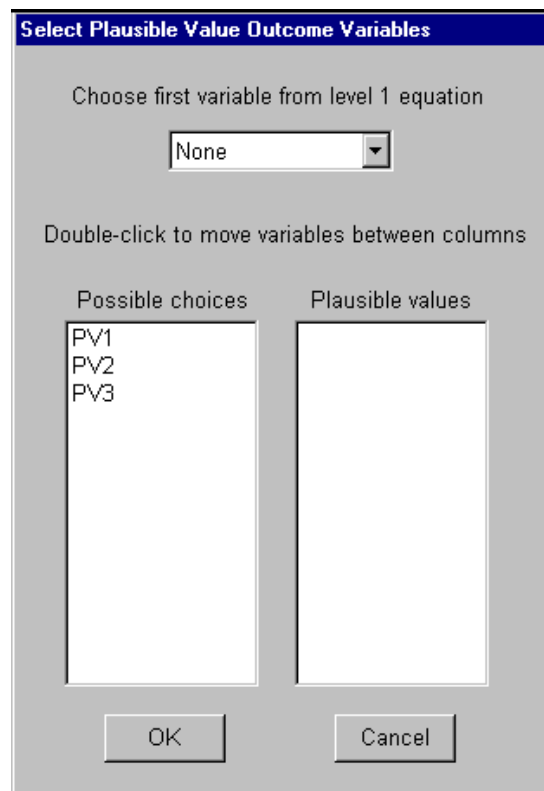 Select Plausible Value Outcome Variables
Choose first variable from level 1 equation
None
Double-click to move variables between columns
Possible choices
Plausible values
PV1
PV2
PV3
OK
Cancel